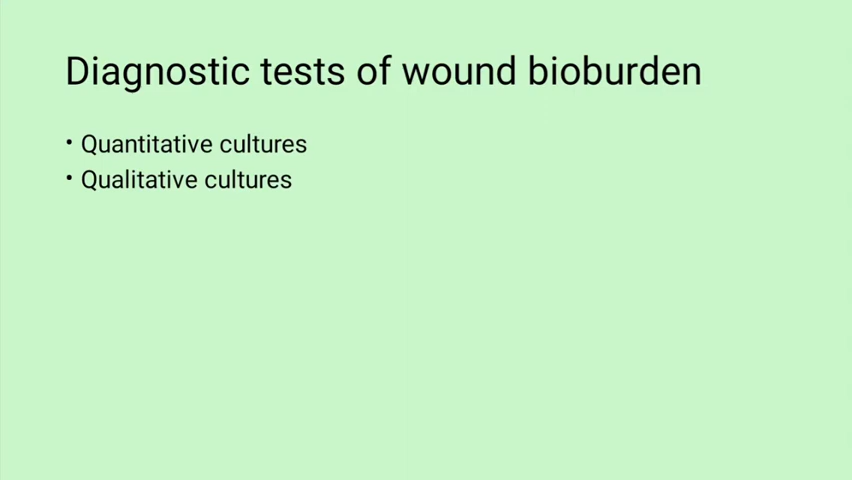 Diagnostic tests of wound bioburden
• Quantitative cultures
• Qualitative cultures